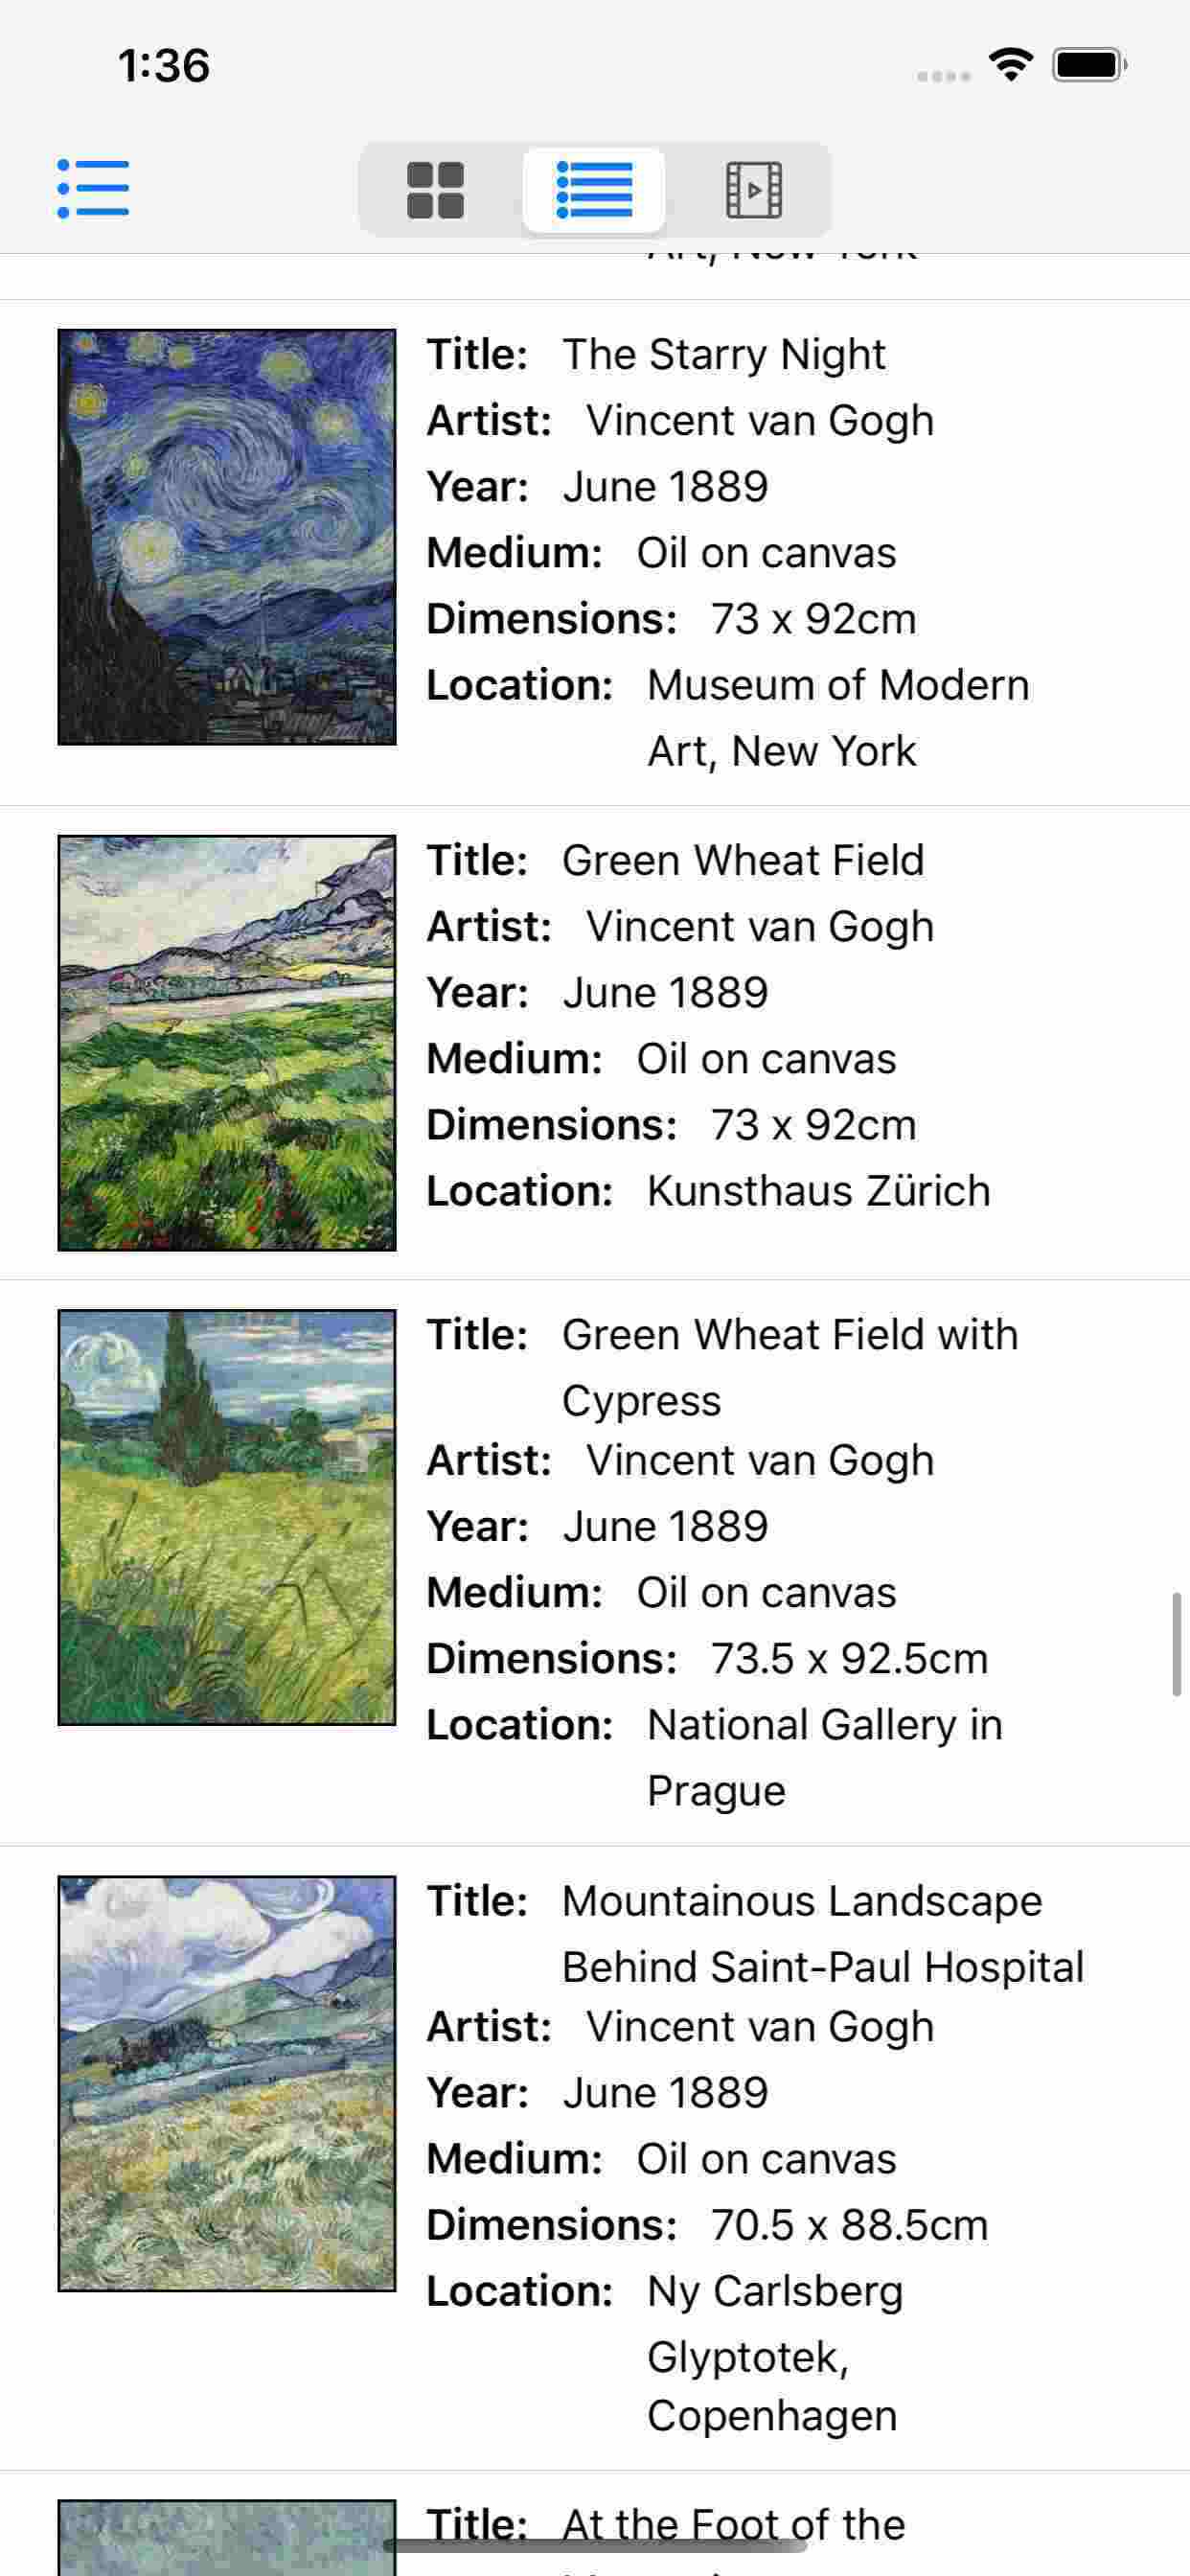 1:36
Art, New York
Title: The Starry Night
Artist: Vincent van Gogh
Year: June 1889
Medium: Oil on canvas
Dimensions: 73 x 92cm
Location: Museum of Modern
Art, New York
Title: Green Wheat Field
Artist: Vincent van Gogh
Year: June 1889
Medium: Oil on canvas
Dimensions: 73 x 92cm
Location: Kunsthaus Zürich
Title: Green Wheat Field with
Cypress
Artist: Vincent van Gogh
Year: June 1889
Medium: Oil on canvas
Dimensions: 73.5 x 92.5cm
Location: National Gallery in
Prague
Title: Mountainous Landscape
Behind Saint-Paul Hospital
Artist: Vincent van Gogh
Year: June 1889
Medium: Oil on canvas
Dimensions: 70.5 x 88.5cm
Location: Ny Carlsberg
Glyptotek,
Copenhagen
Title: At the Foot of the